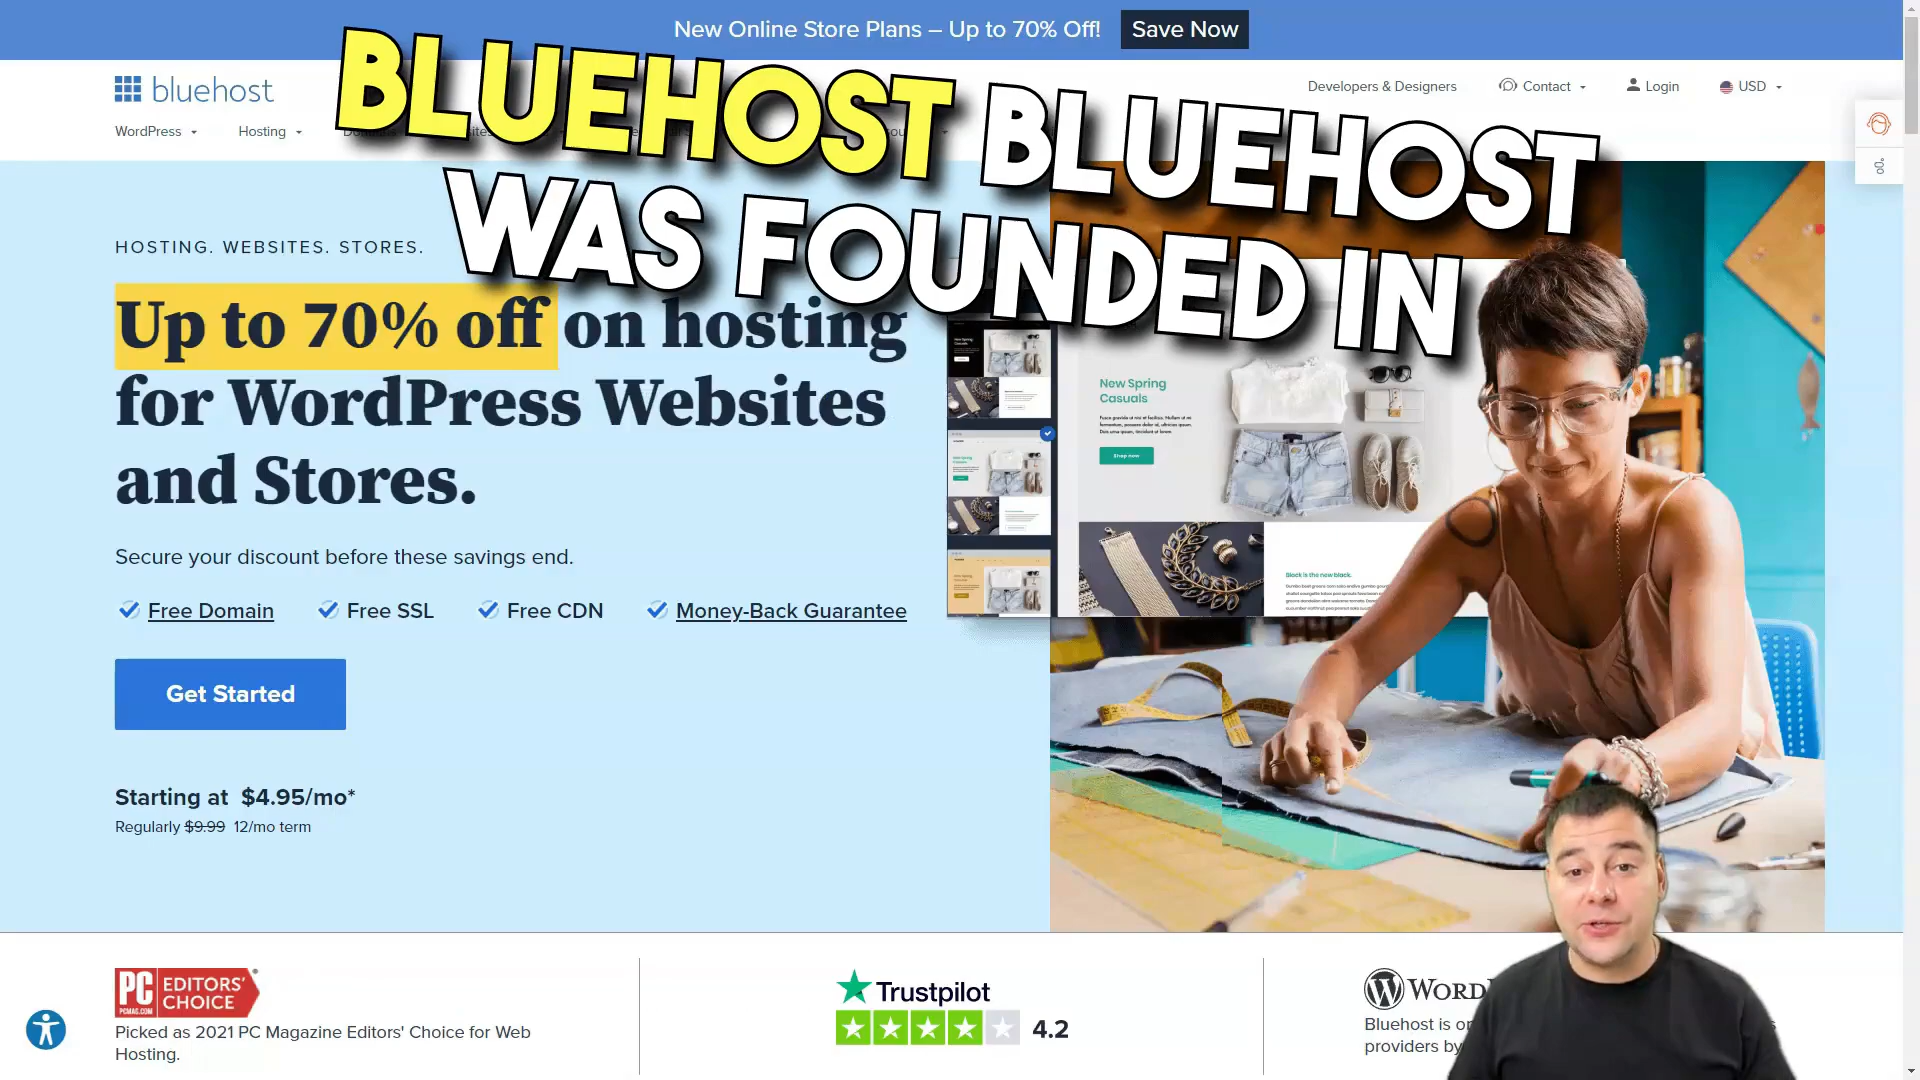 New Online Store Plans – Up to 70% Off! Save Now
bluehost
Developers & Designers
Contact
Login
USD
WordPress
Hosting
BLUEHOST BLUEHOST
WAS FOUNDED IN
HOSTING. WEBSITES. STORES.
Up to 70% off on hosting
for WordPress Websites
and Stores.
Secure your discount before these savings end.
Free Domain
Free SSL
Free CDN
Money-Back Guarantee
Get Started
Starting at $4.95/mo*
Regularly $9.99 12/mo term
New Spring
Casuals
Shop now
Black is the new black.
PC
PCMAG.COM
EDITORS'
CHOICE
Picked as 2021 PC Magazine Editors' Choice for Web
Hosting.
Trustpilot
4.2
Bluehost is
providers by